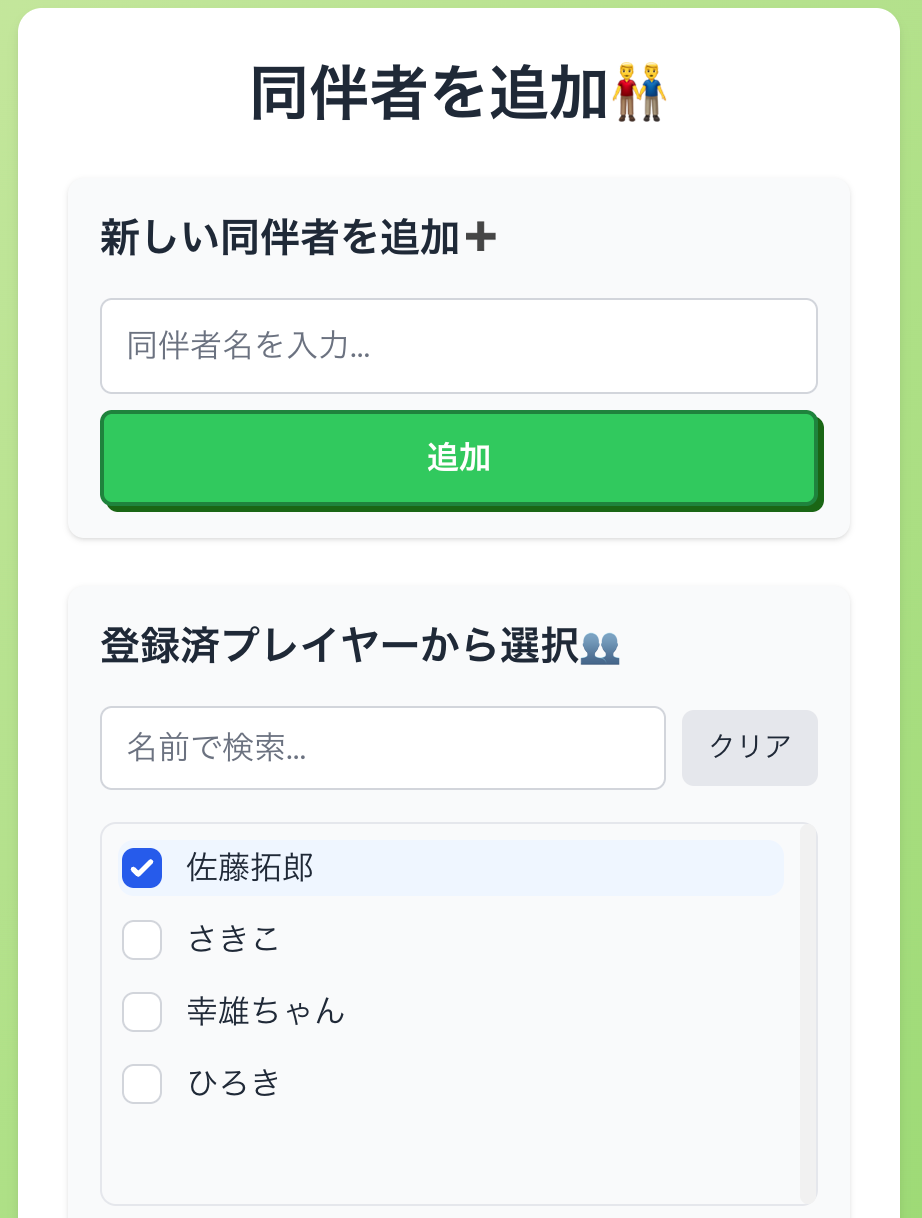 同伴者を追加👬
新しい同伴者を追加➕
同伴者名を入力...
追加
登録済プレイヤーから選択👥
名前で検索...
クリア
佐藤拓郎
さきこ
幸雄ちゃん
ひろき